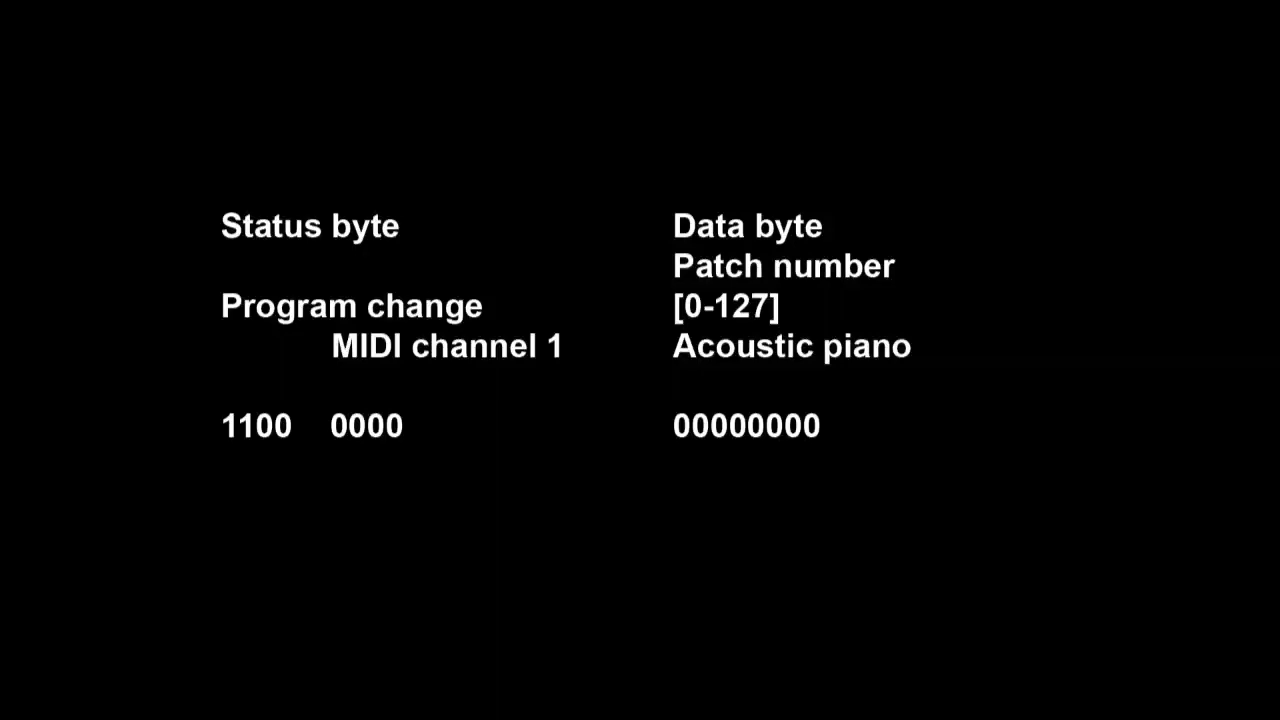 Status byte
Data byte
Patch number
Program change
[0-127]
MIDI channel 1
Acoustic piano
1100 0000
00000000